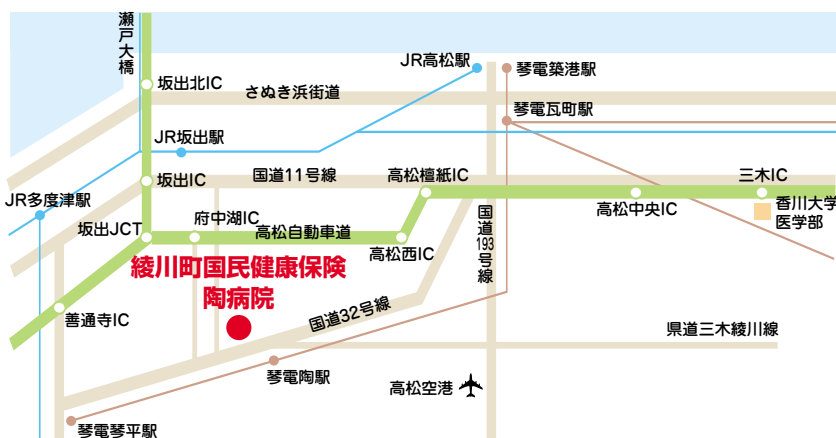 瀬戸大橋
JR高松駅
琴電築港駅
坂出北IC
さぬき浜街道
琴電瓦町駅
JR坂出駅
坂出IC
国道11号線
高松檀紙IC
三木IC
JR多度津駅
香川大学
医学部
府中湖IC
高松中央IC
国道193号線
坂出JCT
高松自動車道
高松西IC
綾川町国民健康保険
陶病院
善通寺IC
国道32号線
県道三木綾川線
琴電陶駅
高松空港
琴電琴平駅